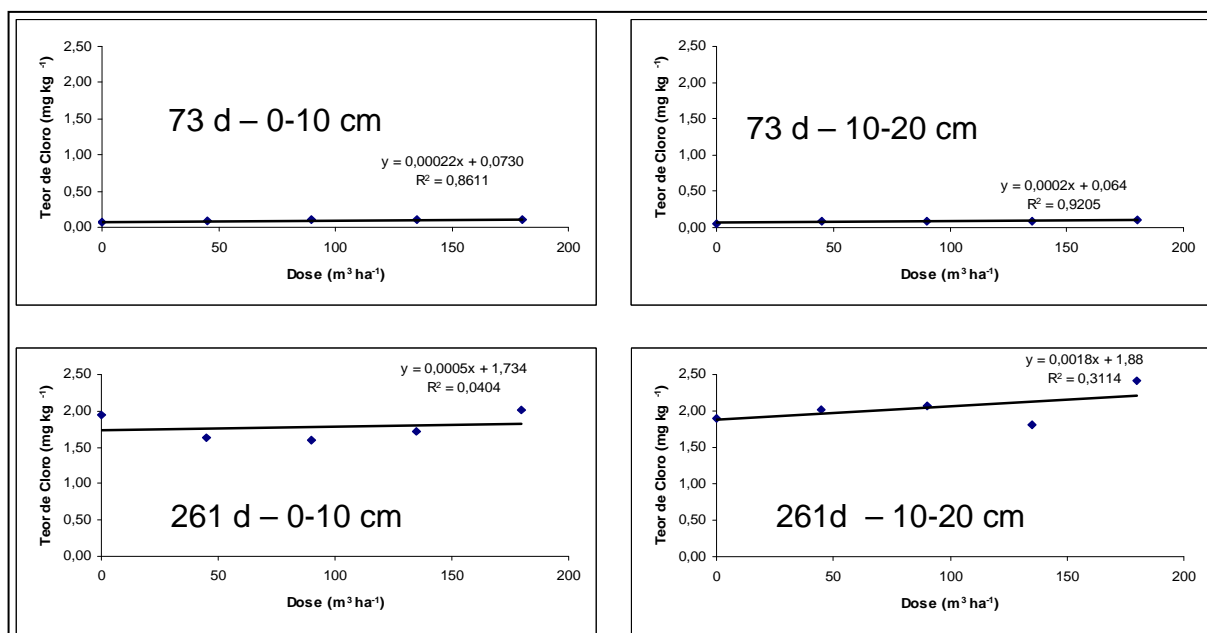 2,50
2,00
1,50
1,00
0,50
0,00
Teor de Cloro (mg kg ⁻¹)
73 d – 0-10 cm
y = 0,00022x + 0,0730
R² = 0,8611
0 50 100 150 200
Dose (m³ ha⁻¹)
2,50
2,00
1,50
1,00
0,50
0,00
Teor de Cloro (mg kg ⁻¹)
73 d – 10-20 cm
y = 0,0002x + 0,064
R² = 0,9205
0 50 100 150 200
Dose (m³ ha⁻¹)
2,50
2,00
1,50
1,00
0,50
0,00
Teor de Cloro (mg kg ⁻¹)
y = 0,0005x + 1,734
R² = 0,0404
261 d – 0-10 cm
0 50 100 150 200
Dose (m³ ha⁻¹)
2,50
2,00
1,50
1,00
0,50
0,00
Teor de Cloro (mg kg ⁻¹)
y = 0,0018x + 1,88
R² = 0,3114
261d – 10-20 cm
0 50 100 150 200
Dose (m³ ha⁻¹)